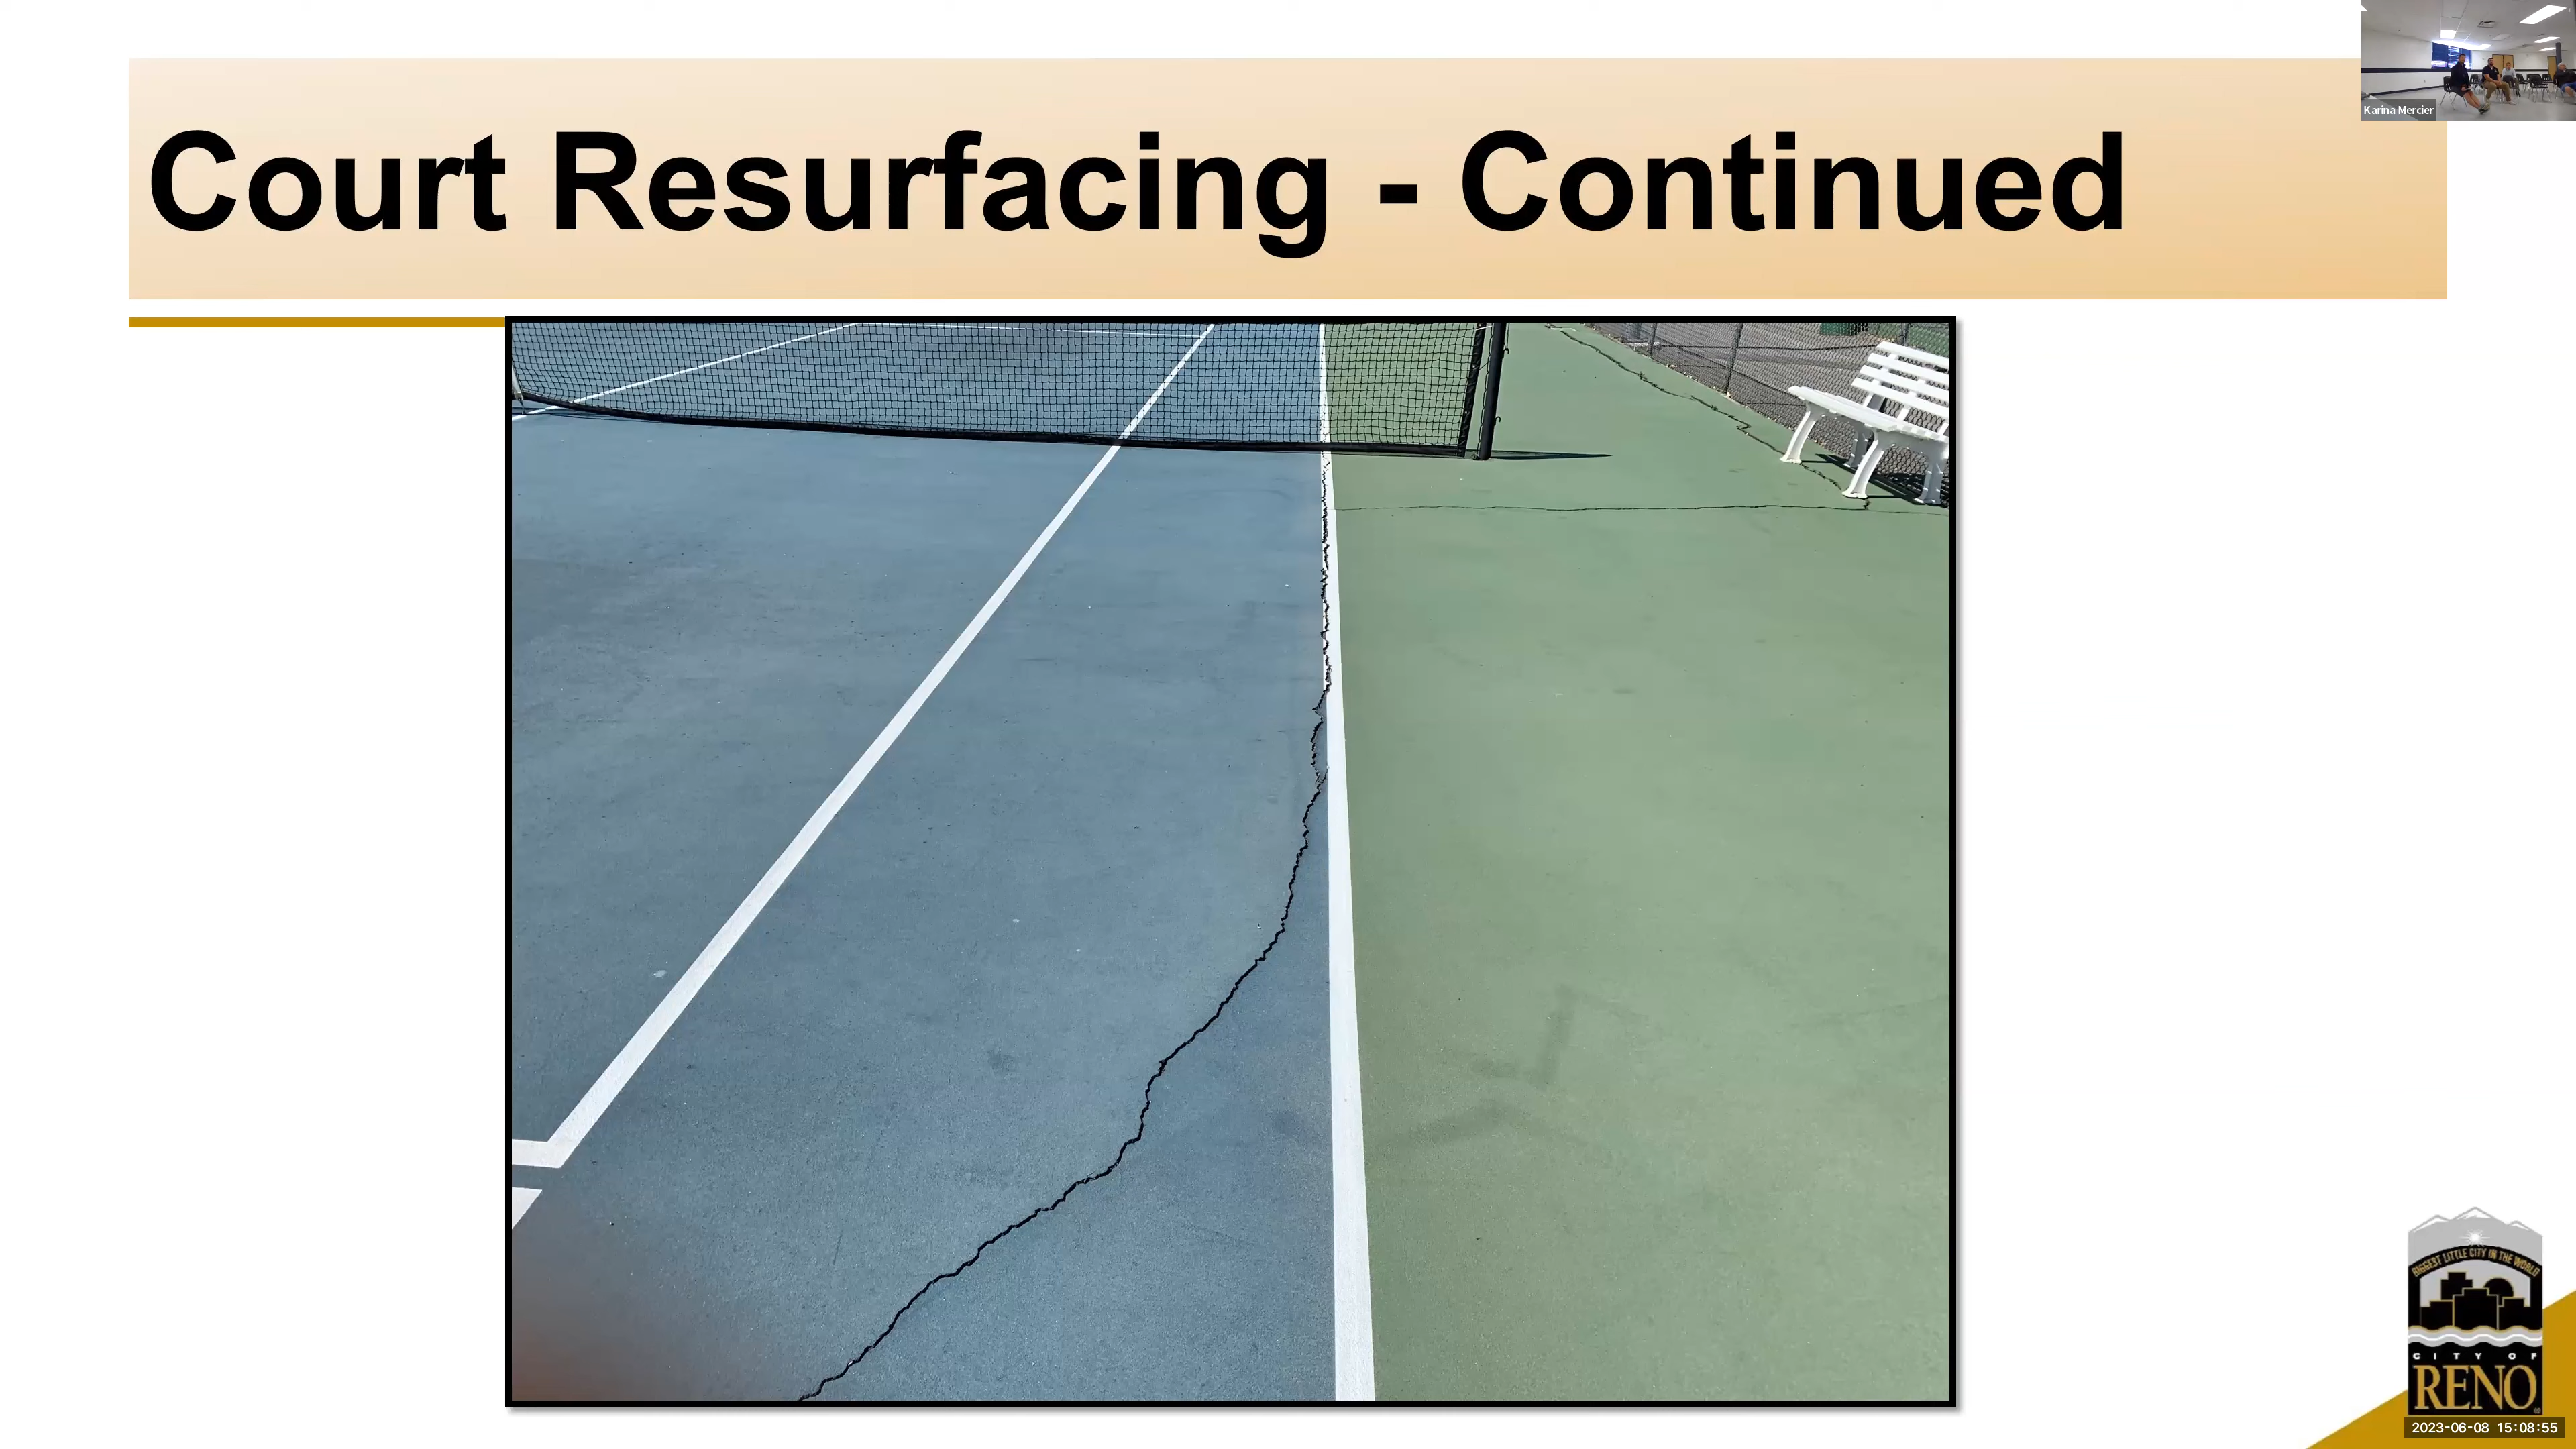 Karina Mercier
Court Resurfacing - Continued
BIGGEST LITTLE CITY IN THE WORLD
CITY OF
RENO
2023-06-08 15:08:55